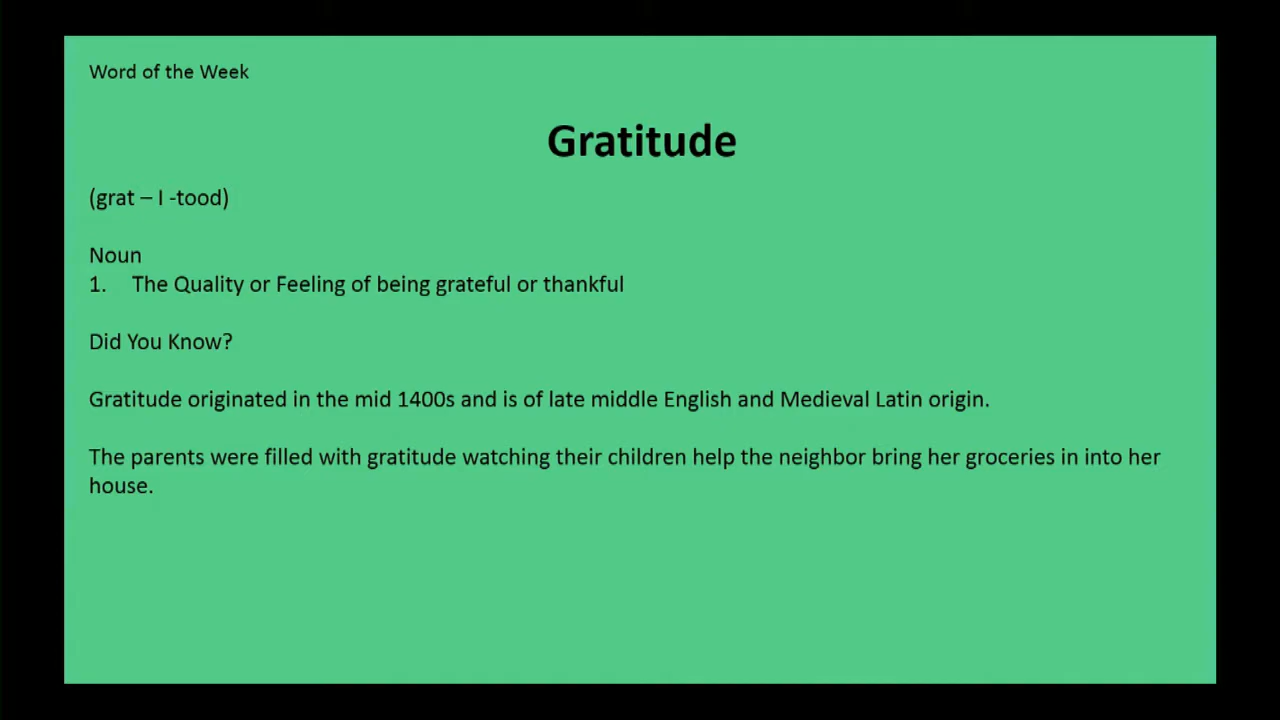 Word of the Week
Gratitude
(grat – I -tood)
Noun
1. The Quality or Feeling of being grateful or thankful
Did You Know?
Gratitude originated in the mid 1400s and is of late middle English and Medieval Latin origin.
The parents were filled with gratitude watching their children help the neighbor bring her groceries in into her
house.